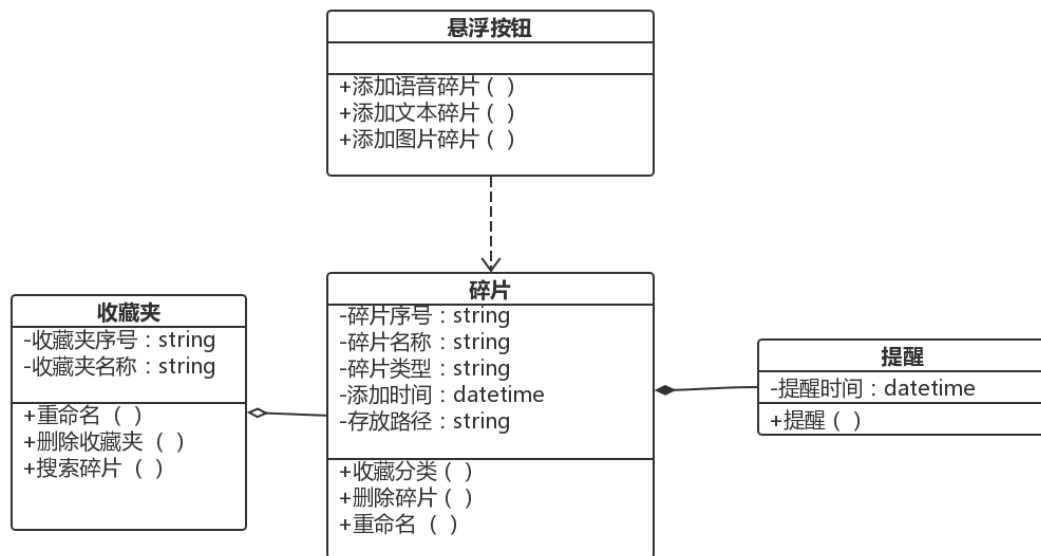 悬浮按钮
+添加语音碎片（ ）
+添加文本碎片（ ）
+添加图片碎片（ ）
收藏夹
-收藏夹序号：string
-收藏夹名称：string
+重命名 （ ）
+删除收藏夹 （ ）
+搜索碎片 （ ）
碎片
-碎片序号：string
-碎片名称：string
-碎片类型：string
-添加时间：datetime
-存放路径：string
+收藏分类（ ）
+删除碎片（ ）
+重命名 （ ）
提醒
-提醒时间：datetime
+提醒（ ）